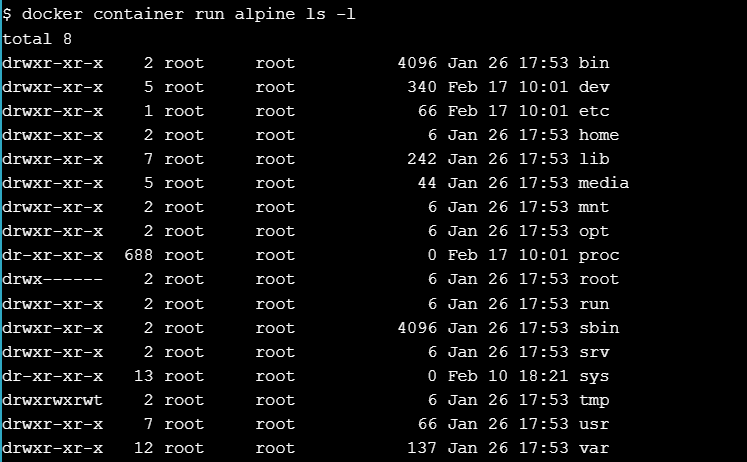 $ docker container run alpine ls -l
total 8
drwxr-xr-x    2 root     root          4096 Jan 26 17:53 bin
drwxr-xr-x    5 root     root           340 Feb 17 10:01 dev
drwxr-xr-x    1 root     root            66 Feb 17 10:01 etc
drwxr-xr-x    2 root     root             6 Jan 26 17:53 home
drwxr-xr-x    7 root     root           242 Jan 26 17:53 lib
drwxr-xr-x    5 root     root            44 Jan 26 17:53 media
drwxr-xr-x    2 root     root             6 Jan 26 17:53 mnt
drwxr-xr-x    2 root     root             6 Jan 26 17:53 opt
dr-xr-xr-x  688 root     root             0 Feb 17 10:01 proc
drwx------    2 root     root             6 Jan 26 17:53 root
drwxr-xr-x    2 root     root             6 Jan 26 17:53 run
drwxr-xr-x    2 root     root          4096 Jan 26 17:53 sbin
drwxr-xr-x    2 root     root             6 Jan 26 17:53 srv
dr-xr-xr-x   13 root     root             0 Feb 10 18:21 sys
drwxrwxrwt    2 root     root             6 Jan 26 17:53 tmp
drwxr-xr-x    7 root     root            66 Jan 26 17:53 usr
drwxr-xr-x   12 root     root           137 Jan 26 17:53 var